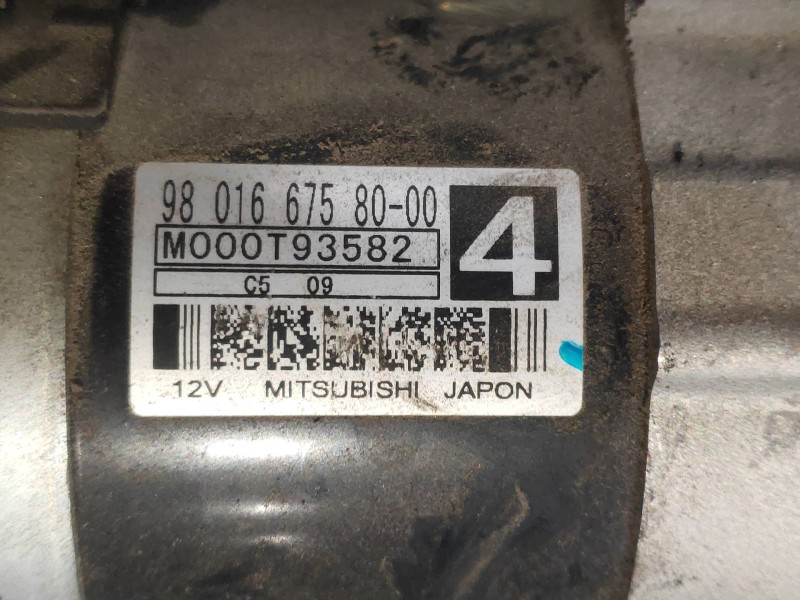 98 016 675 80-00
4
M000T93582
C5 09
12V MITSUBISHI JAPON